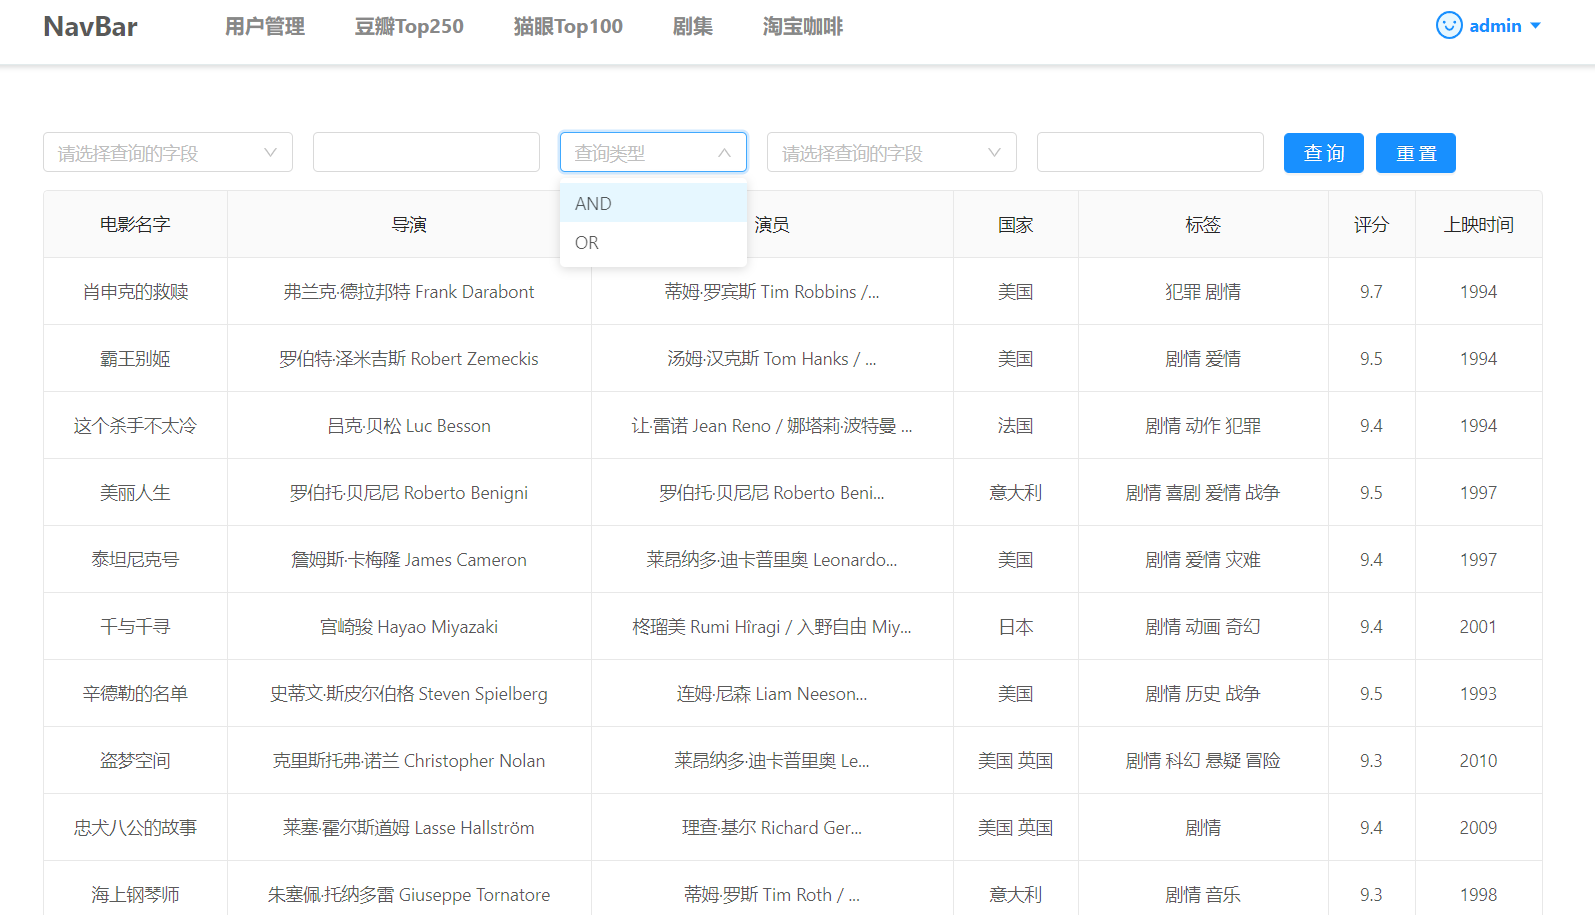 NavBar 用户管理 豆瓣Top250 猫眼Top100 剧集 淘宝咖啡 admin
请选择查询的字段 查询类型 请选择查询的字段 查 询 重 置
AND
OR
电影名字 导演 演员 国家 标签 评分 上映时间
肖申克的救赎 弗兰克·德拉邦特 Frank Darabont 蒂姆·罗宾斯 Tim Robbins /... 美国 犯罪 剧情 9.7 1994
霸王别姬 罗伯特·泽米吉斯 Robert Zemeckis 汤姆·汉克斯 Tom Hanks / ... 美国 剧情 爱情 9.5 1994
这个杀手不太冷 吕克·贝松 Luc Besson 让·雷诺 Jean Reno / 娜塔莉·波特曼 ... 法国 剧情 动作 犯罪 9.4 1994
美丽人生 罗伯托·贝尼尼 Roberto Benigni 罗伯托·贝尼尼 Roberto Beni... 意大利 剧情 喜剧 爱情 战争 9.5 1997
泰坦尼克号 詹姆斯·卡梅隆 James Cameron 莱昂纳多·迪卡普里奥 Leonardo... 美国 剧情 爱情 灾难 9.4 1997
千与千寻 宫崎骏 Hayao Miyazaki 柊瑠美 Rumi Hîragi / 入野自由 Miy... 日本 剧情 动画 奇幻 9.4 2001
辛德勒的名单 史蒂文·斯皮尔伯格 Steven Spielberg 连姆·尼森 Liam Neeson... 美国 剧情 历史 战争 9.5 1993
盗梦空间 克里斯托弗·诺兰 Christopher Nolan 莱昂纳多·迪卡普里奥 Le... 美国 英国 剧情 科幻 悬疑 冒险 9.3 2010
忠犬八公的故事 莱塞·霍尔斯道姆 Lasse Hallström 理查·基尔 Richard Ger... 美国 英国 剧情 9.4 2009
海上钢琴师 朱塞佩·托纳多雷 Giuseppe Tornatore 蒂姆·罗斯 Tim Roth / ... 意大利 剧情 音乐 9.3 1998